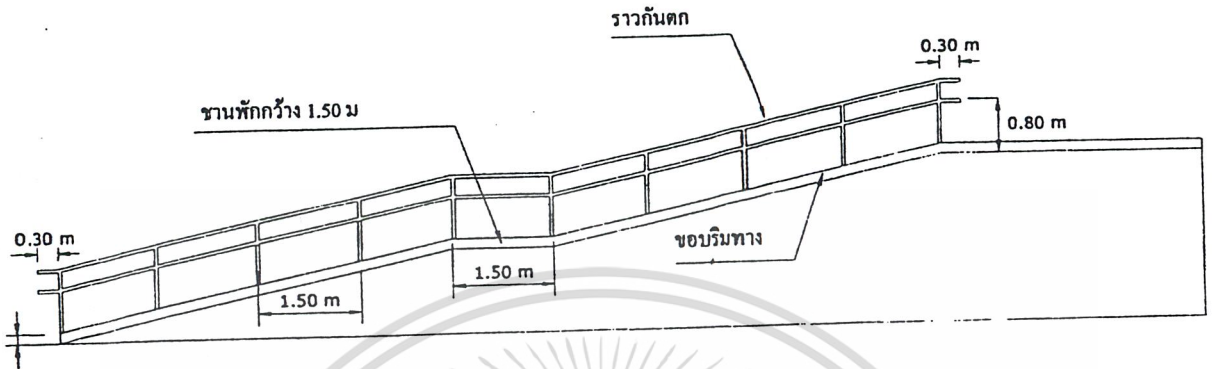 ราวกันตก
0.30 m
ชานพักกว้าง 1.50 ม
0.80 m
0.30 m
ขอบริมทาง
1.50 m
1.50 m